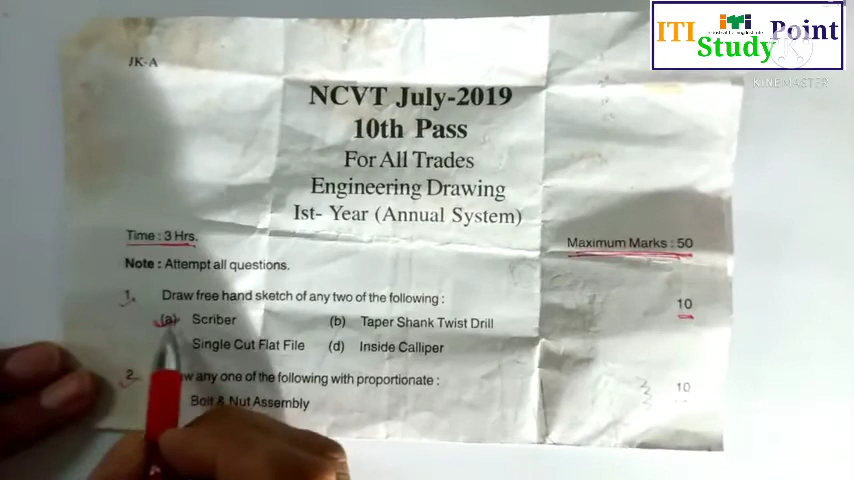 ITI iTi Point
Study
KINEMASTER
JK-A
NCVT July-2019
10th Pass
For All Trades
Engineering Drawing
Ist- Year (Annual System)
Time : 3 Hrs.
Maximum Marks : 50
Note : Attempt all questions.
1. Draw free hand sketch of any two of the following : 10
(a) Scriber (b) Taper Shank Twist Drill
Single Cut Flat File (d) Inside Calliper
2. any one of the following with proportionate : 10
Bolt & Nut Assembly